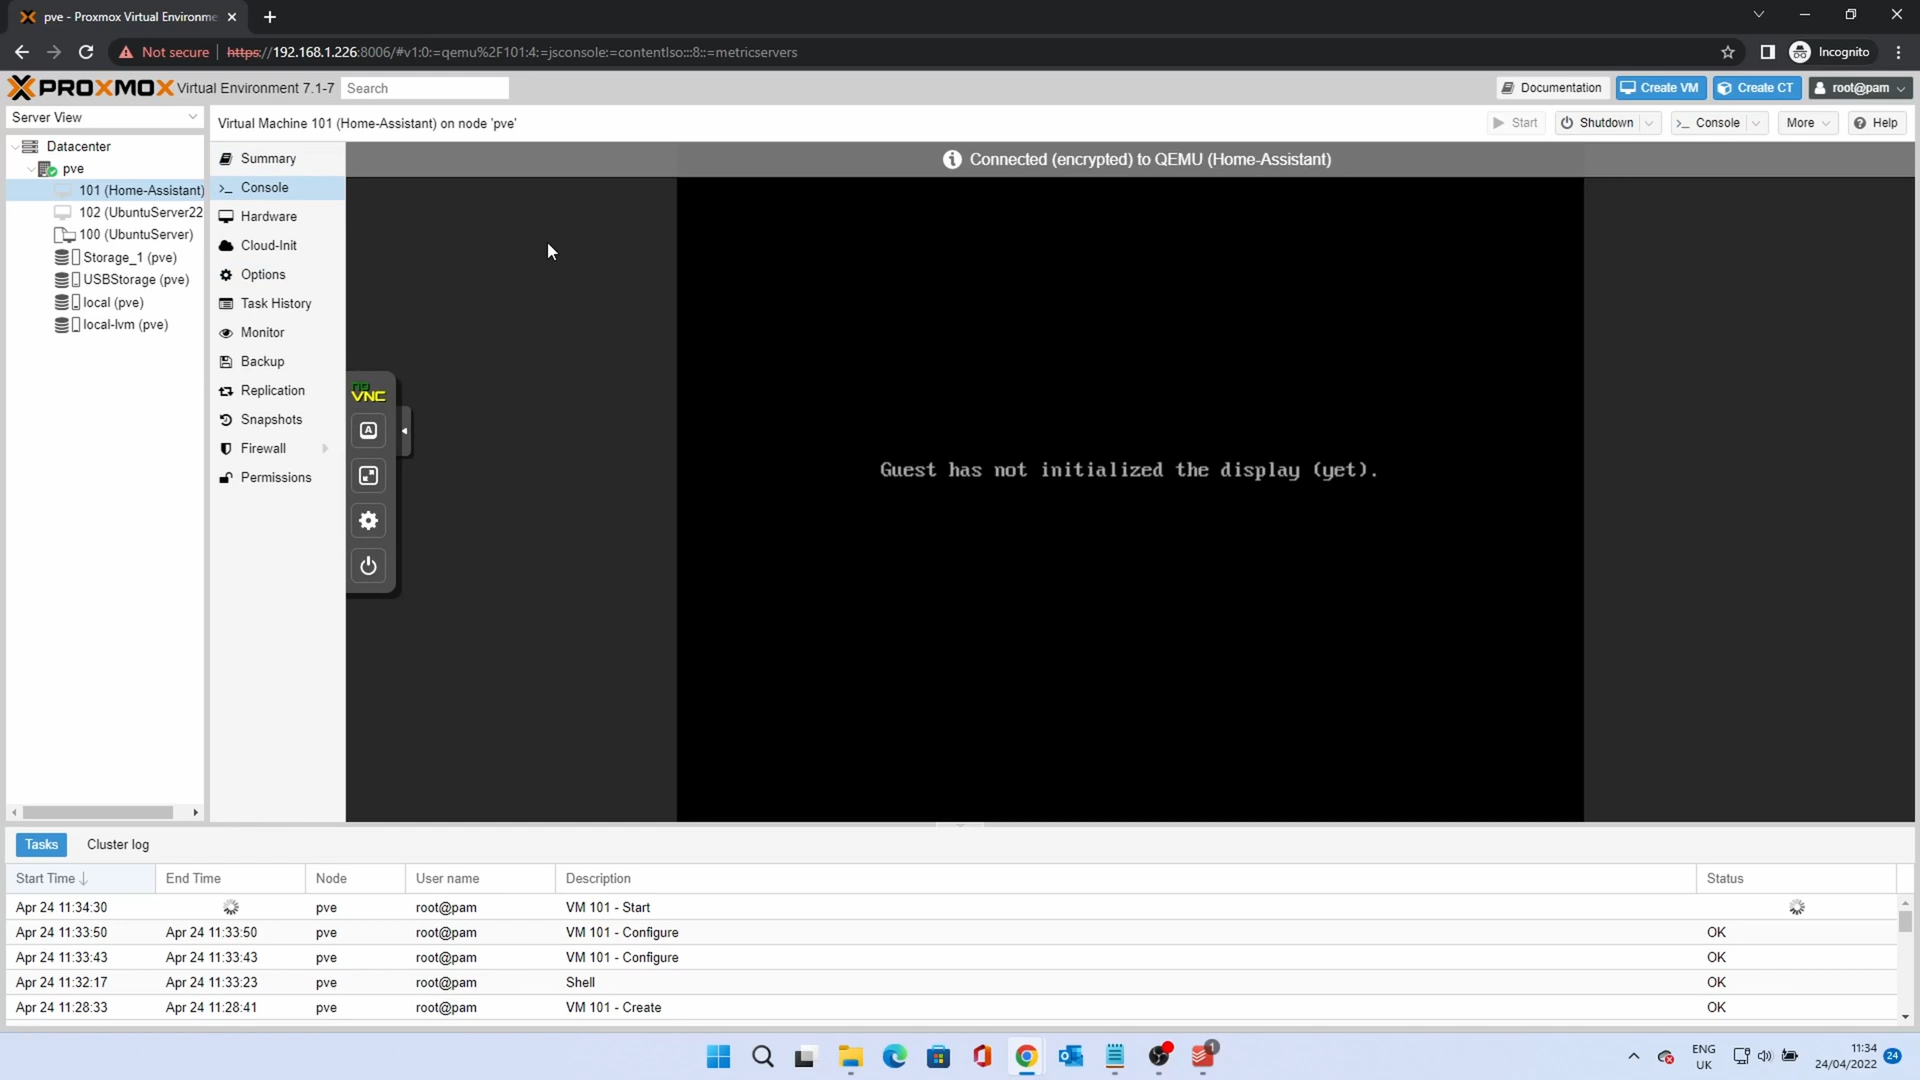 pve - Proxmox Virtual Environme
Not secure https://192.168.1.226:8006/#v1:0:=qemu%2F101:4:=jsconsole:=contentIso:::8::=metricservers
Incognito
PROXMOX Virtual Environment 7.1-7 Search
Documentation Create VM Create CT root@pam
Server View
Virtual Machine 101 (Home-Assistant) on node 'pve'
Start Shutdown Console More Help
Datacenter
pve
101 (Home-Assistant)
102 (UbuntuServer22
100 (UbuntuServer)
Storage_1 (pve)
USBStorage (pve)
local (pve)
local-lvm (pve)
Summary
Console
Hardware
Cloud-Init
Options
Task History
Monitor
Backup
Replication
Snapshots
Firewall
Permissions
Connected (encrypted) to QEMU (Home-Assistant)
no
VNC
A
Guest has not initialized the display (yet).
Tasks Cluster log
Start Time End Time Node User name Description Status
Apr 24 11:34:30 pve root@pam VM 101 - Start
Apr 24 11:33:50 Apr 24 11:33:50 pve root@pam VM 101 - Configure OK
Apr 24 11:33:43 Apr 24 11:33:43 pve root@pam VM 101 - Configure OK
Apr 24 11:32:17 Apr 24 11:33:23 pve root@pam Shell OK
Apr 24 11:28:33 Apr 24 11:28:41 pve root@pam VM 101 - Create OK
1
ENG
UK
11:34
24/04/2022
24